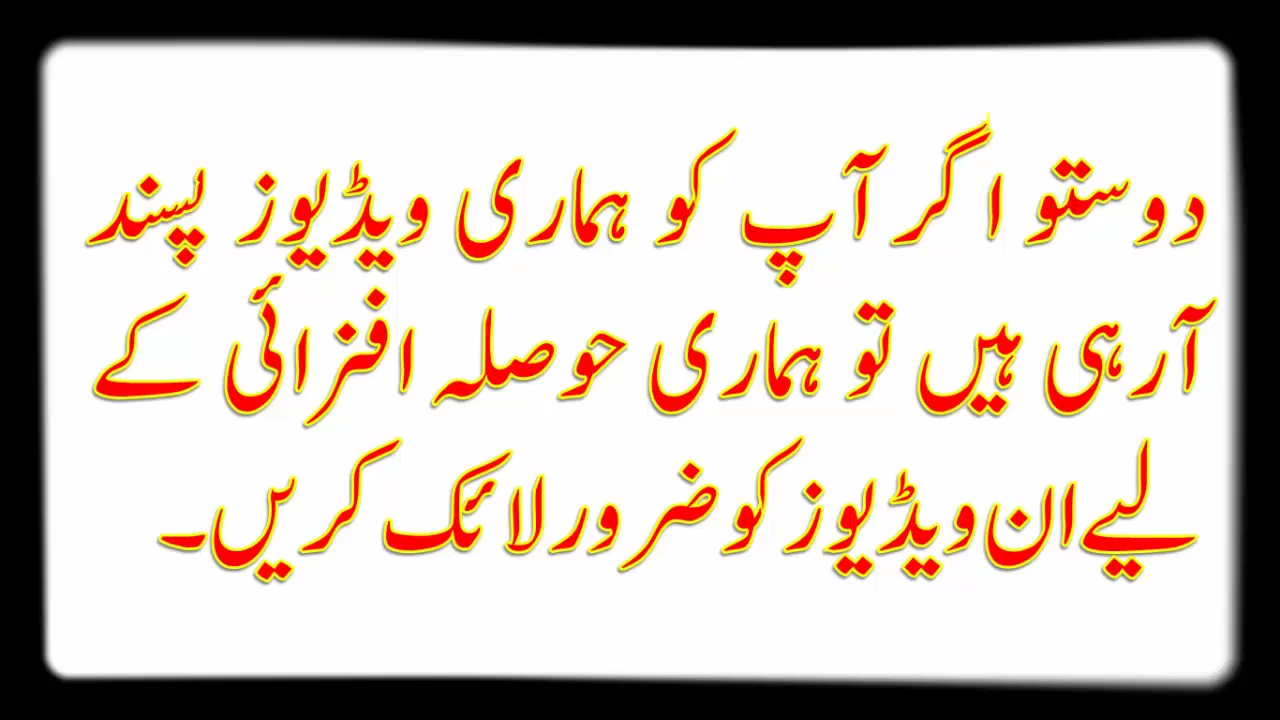 دوستو اگر آپ کو ہماری ویڈیوز پسند
آرہی ہیں تو ہماری حوصلہ افزائی کے
لیے ان ویڈیوز کو ضرور لائک کریں۔